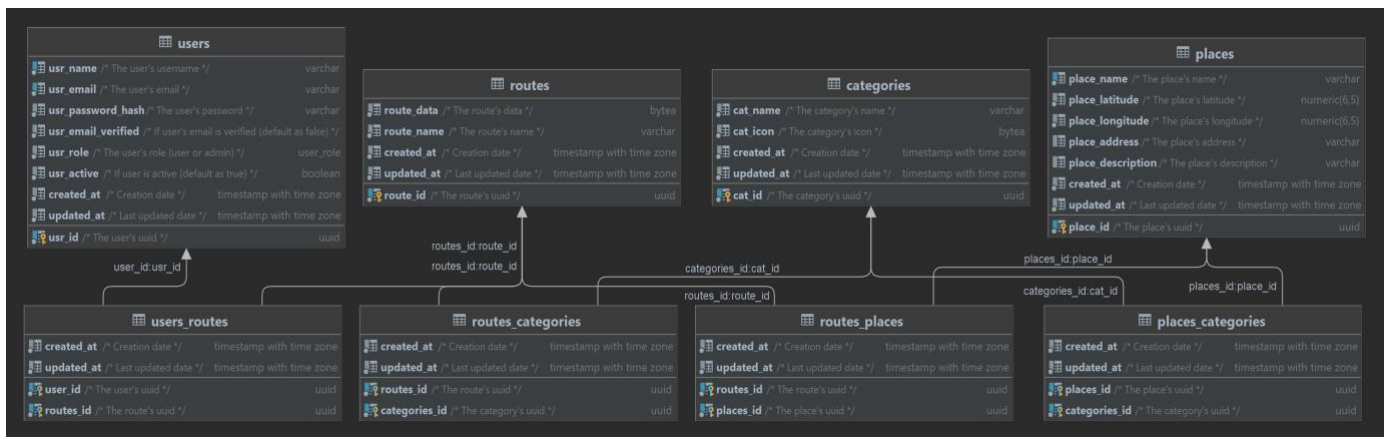 users
usr_name /* The user's username */ varchar
usr_email /* The user's email */ varchar
usr_password_hash /* The user's password */ varchar
usr_email_verified /* If user's email is verified (default as false) */
usr_role /* The user's role (user or admin) */ user_role
usr_active /* If user is active (default as true) */ boolean
created_at /* Creation date */ timestamp with time zone
updated_at /* Last updated date */ timestamp with time zone
usr_id /* The user's uuid */ uuid
routes
route_data /* The route's data */ bytea
route_name /* The route's name */ varchar
created_at /* Creation date */ timestamp with time zone
updated_at /* Last updated date */ timestamp with time zone
route_id /* The route's uuid */ uuid
categories
cat_name /* The category's name */ varchar
cat_icon /* The category's icon */ bytea
created_at /* Creation date */ timestamp with time zone
updated_at /* Last updated date */ timestamp with time zone
cat_id /* The category's uuid */ uuid
places
place_name /* The place's name */ varchar
place_latitude /* The place's latitude */ numeric(6,5)
place_longitude /* The place's longitude */ numeric(6,5)
place_address /* The place's address */ varchar
place_description /* The place's description */ varchar
created_at /* Creation date */ timestamp with time zone
updated_at /* Last updated date */ timestamp with time zone
place_id /* The place's uuid */ uuid
user_id:usr_id
routes_id:route_id
routes_id:route_id
categories_id:cat_id
routes_id:route_id
places_id:place_id
categories_id:cat_id
places_id:place_id
users_routes
created_at /* Creation date */ timestamp with time zone
updated_at /* Last updated date */ timestamp with time zone
user_id /* The user's uuid */ uuid
routes_id /* The route's uuid */ uuid
routes_categories
created_at /* Creation date */ timestamp with time zone
updated_at /* Last updated date */ timestamp with time zone
routes_id /* The route's uuid */ uuid
categories_id /* The category's uuid */ uuid
routes_places
created_at /* Creation date */ timestamp with time zone
updated_at /* Last updated date */ timestamp with time zone
routes_id /* The route's uuid */ uuid
places_id /* The place's uuid */ uuid
places_categories
created_at /* Creation date */ timestamp with time zone
updated_at /* Last updated date */ timestamp with time zone
places_id /* The place's uuid */ uuid
categories_id /* The category's uuid */ uuid